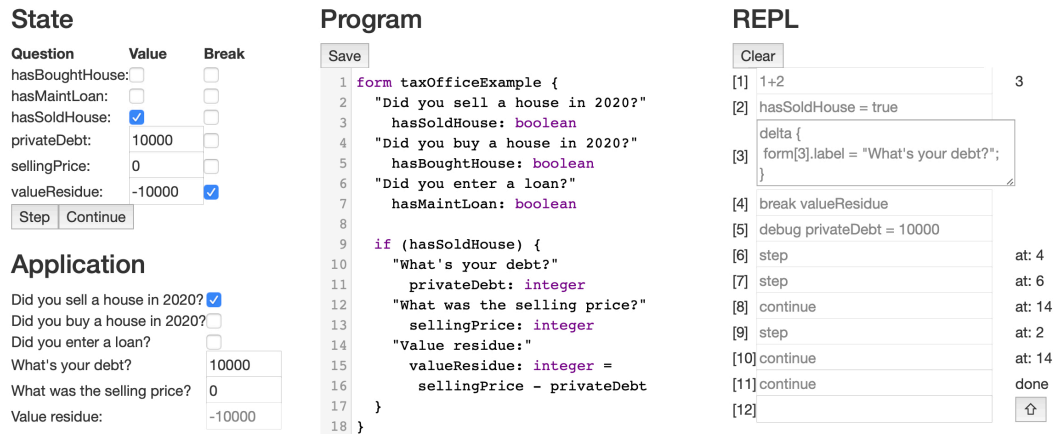 State
Question Value Break
hasBoughtHouse:
hasMaintLoan:
hasSoldHouse:
privateDebt: 10000
sellingPrice: 0
valueResidue: -10000
Step Continue
Application
Did you sell a house in 2020?
Did you buy a house in 2020?
Did you enter a loan?
What's your debt? 10000
What was the selling price? 0
Value residue: -10000
Program
Save
1 form taxOfficeExample {
2 "Did you sell a house in 2020?"
3 hasSoldHouse: boolean
4 "Did you buy a house in 2020?"
5 hasBoughtHouse: boolean
6 "Did you enter a loan?"
7 hasMaintLoan: boolean
8
9 if (hasSoldHouse) {
10 "What's your debt?"
11 privateDebt: integer
12 "What was the selling price?"
13 sellingPrice: integer
14 "Value residue:"
15 valueResidue: integer =
16 sellingPrice - privateDebt
17 }
18 }
REPL
Clear
[1] 1+2 3
[2] hasSoldHouse = true
[3] delta {
form[3].label = "What's your debt?";
}
[4] break valueResidue
[5] debug privateDebt = 10000
[6] step at: 4
[7] step at: 6
[8] continue at: 14
[9] step at: 2
[10] continue at: 14
[11] continue done
[12]